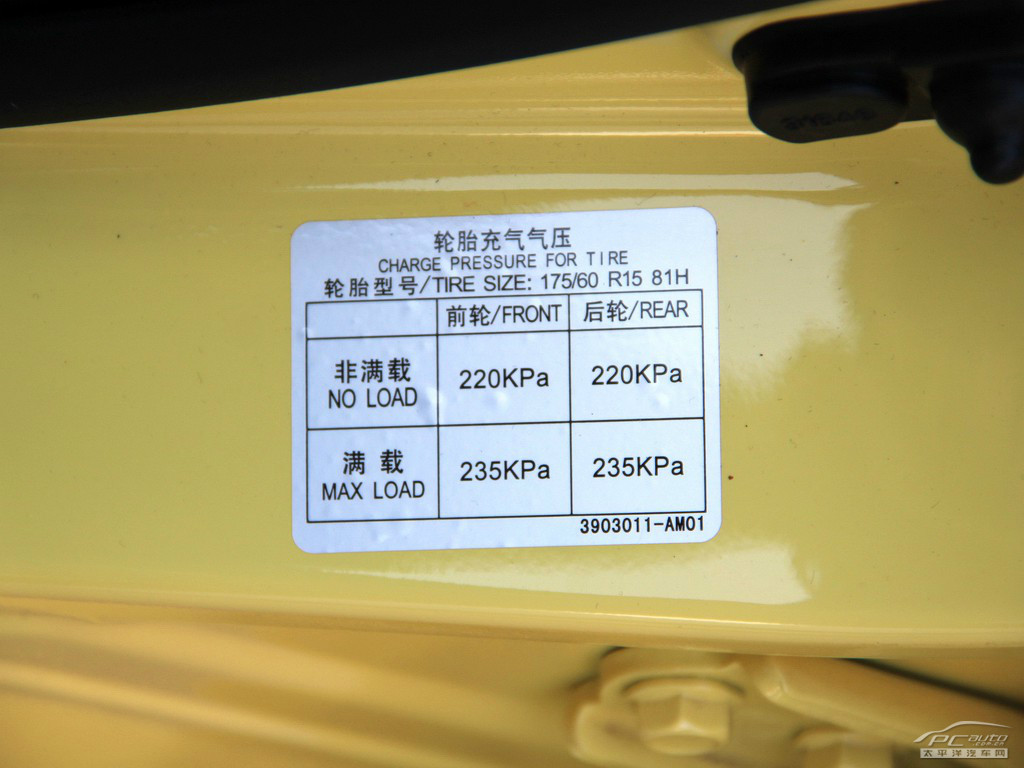 轮胎充气气压
CHARGE PRESSURE FOR TIRE
轮胎型号/TIRE SIZE: 175/60 R15 81H
前轮/FRONT 后轮/REAR
非满载
NO LOAD
220KPa 220KPa
满载
MAX LOAD
235KPa 235KPa
3903011-AM01
PCauto
.com.cn
太平洋汽车网